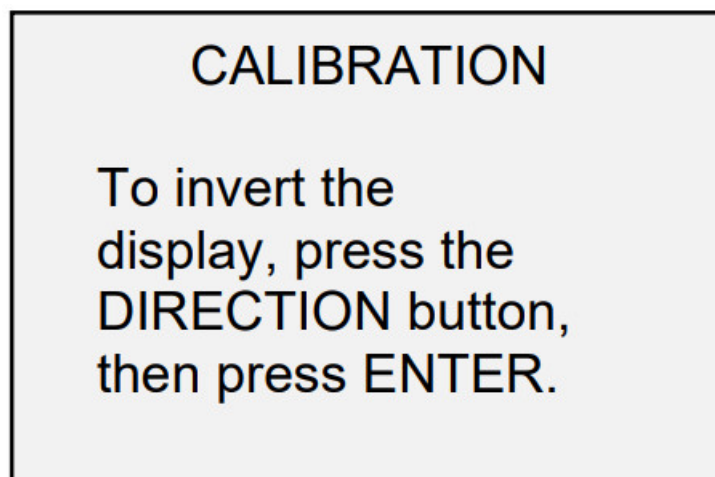 CALIBRATION
To invert the
display, press the
DIRECTION button,
then press ENTER.